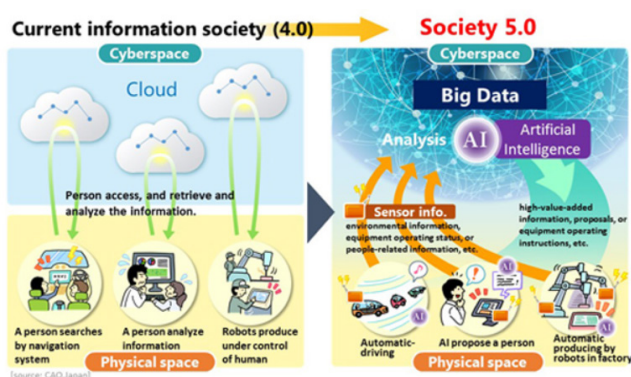 Current information society (4.0)
Society 5.0
Cyberspace
Cloud
Person access, and retrieve and
analyze the information.
A person searches
by navigation
system
A person analyze
information
Robots produce
under control
of human
Physical space
Cyberspace
Big Data
Analysis
AI
Artificial
Intelligence
Sensor info.
environmental information,
equipment operating status, or
people-related information, etc.
high-value-added
information, proposals, or
equipment operating
instructions, etc.
AI
Automatic-
driving
AI
AI propose a person
AI
Automatic
producing by
robots in factory
Physical space
[source: CAO Japan]